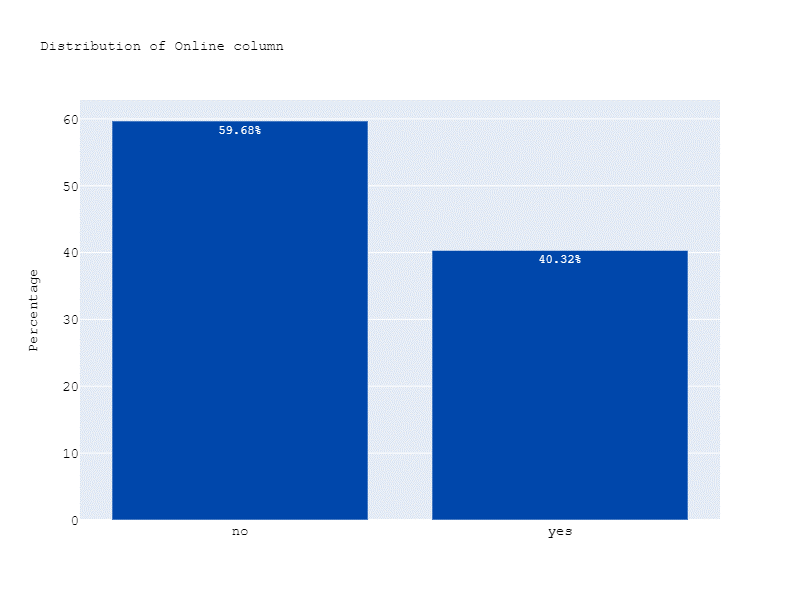 Distribution of Online column
Percentage
60
50
40
30
20
10
0
59.68%
40.32%
no
yes